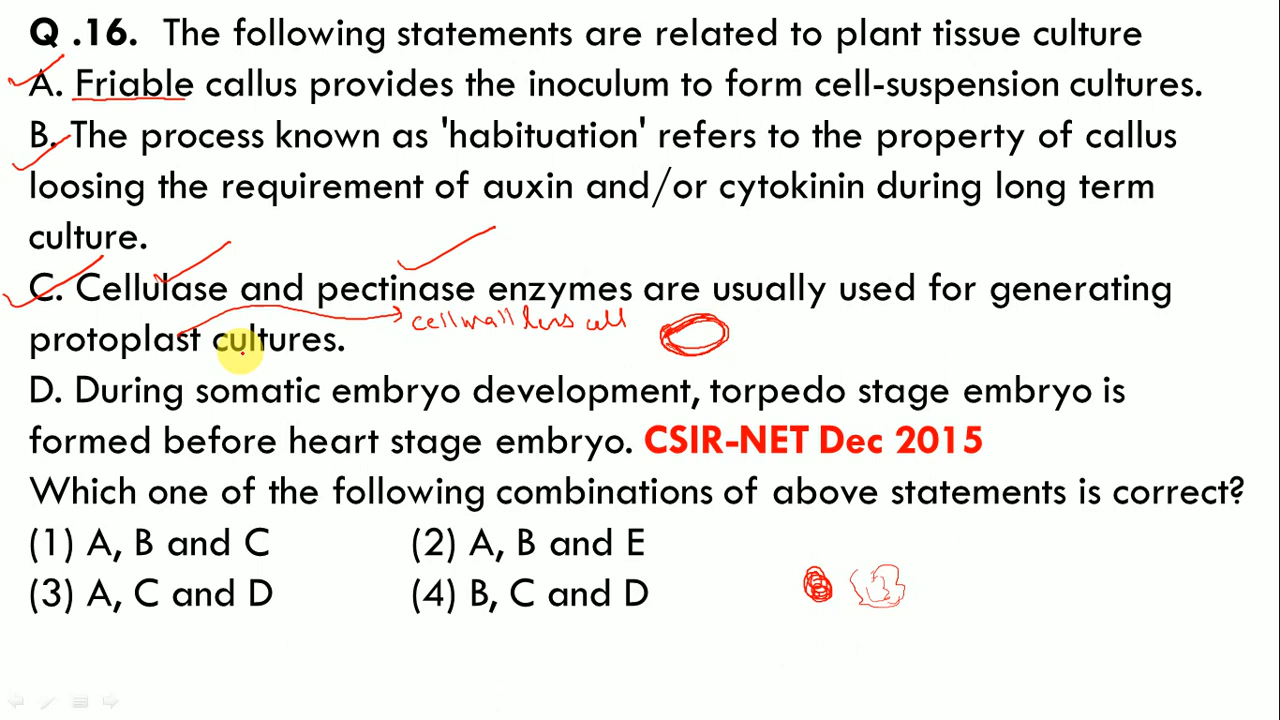 Q .16. The following statements are related to plant tissue culture
A. Friable callus provides the inoculum to form cell-suspension cultures.
B. The process known as 'habituation' refers to the property of callus
loosing the requirement of auxin and/or cytokinin during long term
culture.
C. Cellulase and pectinase enzymes are usually used for generating
cellwall less cell
protoplast cultures.
D. During somatic embryo development, torpedo stage embryo is
formed before heart stage embryo. CSIR-NET Dec 2015
Which one of the following combinations of above statements is correct?
(1) A, B and C (2) A, B and E
(3) A, C and D (4) B, C and D